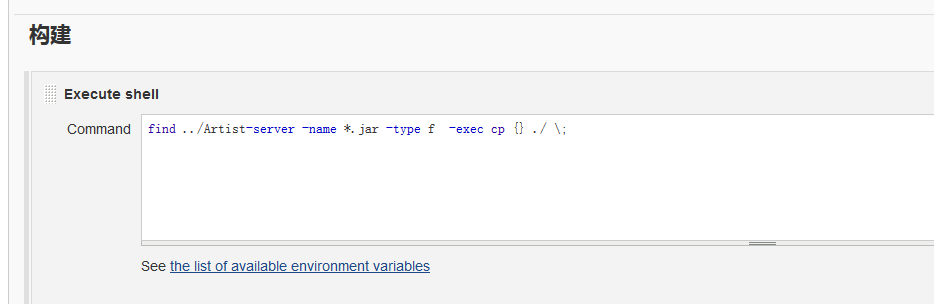 构建
Execute shell
Command find ../Artist-server -name *.jar -type f  -exec cp {} ./ \;
See the list of available environment variables